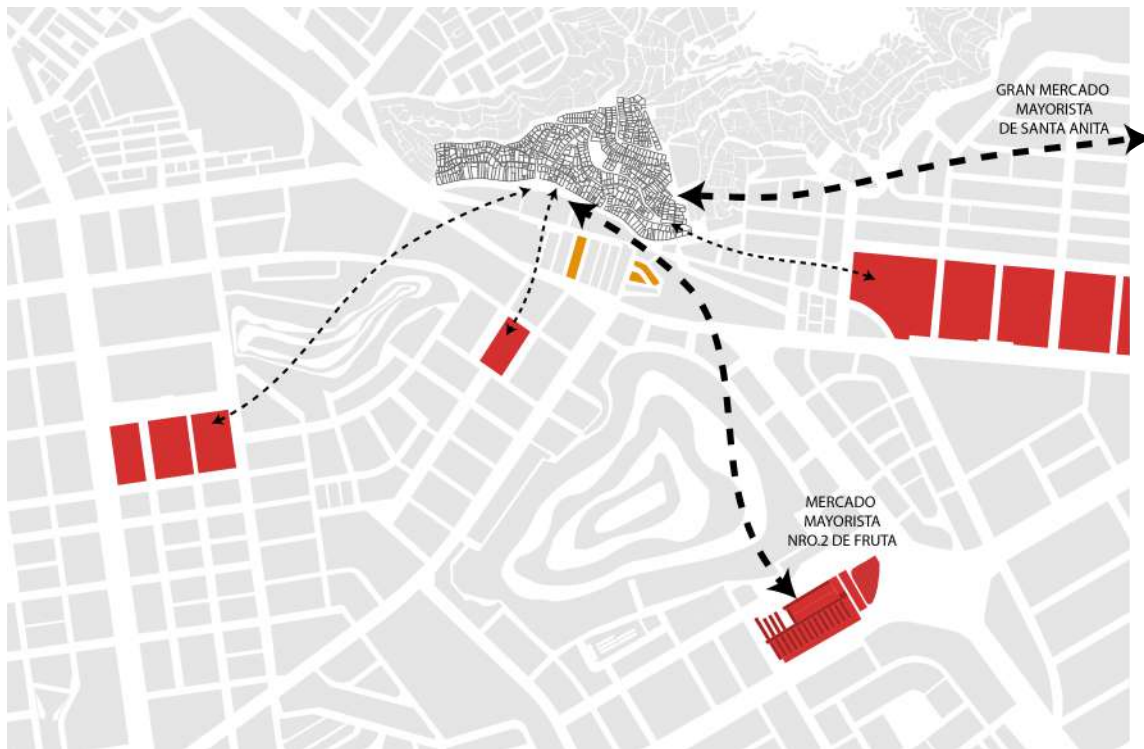 GRAN MERCADO
MAYORISTA
DE SANTA ANITA
MERCADO
MAYORISTA
NRO.2 DE FRUTA